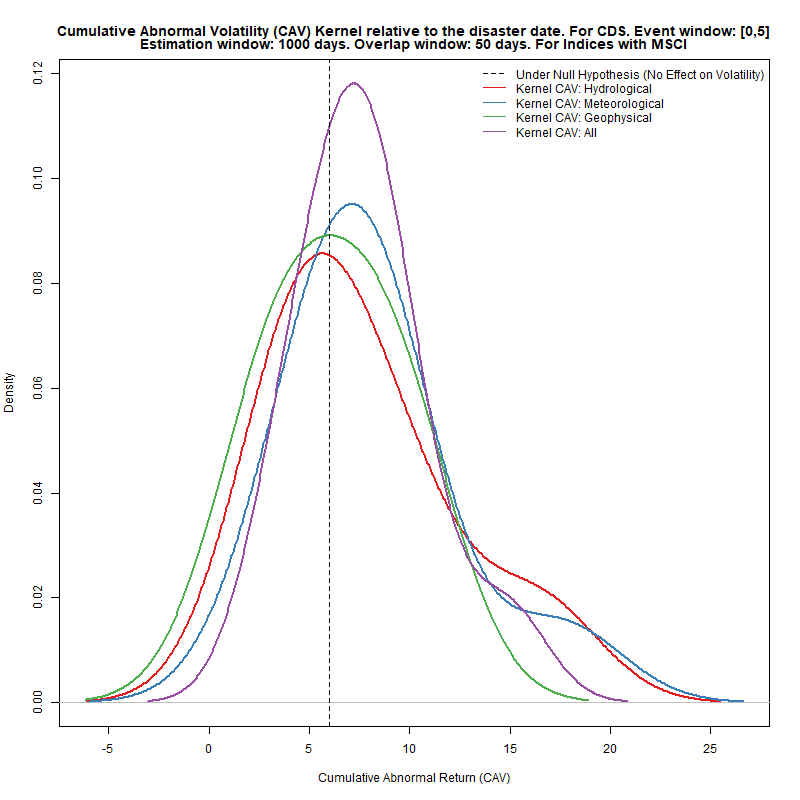 Cumulative Abnormal Volatility (CAV) Kernel relative to the disaster date. For CDS. Event window: [0,5]
Estimation window: 1000 days. Overlap window: 50 days. For Indices with MSCI
Under Null Hypothesis (No Effect on Volatility)
Kernel CAV: Hydrological
Kernel CAV: Meteorological
Kernel CAV: Geophysical
Kernel CAV: All
0.12
0.10
0.08
0.06
0.04
0.02
0.00
Density
-5 0 5 10 15 20 25
Cumulative Abnormal Return (CAV)